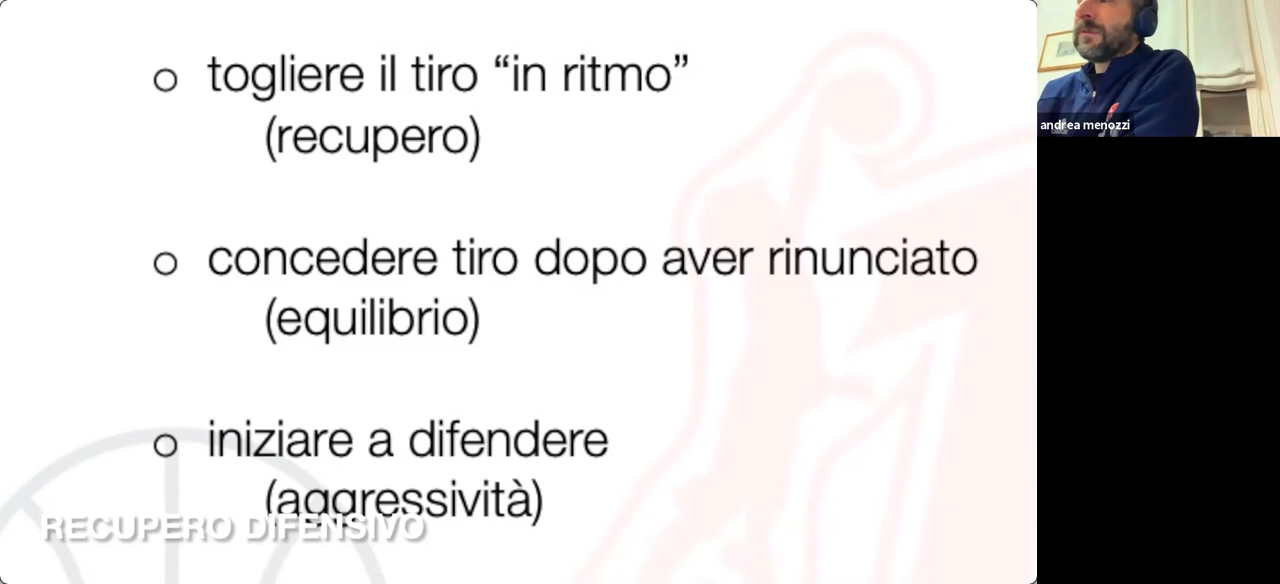 o togliere il tiro “in ritmo”
(recupero)
o concedere tiro dopo aver rinunciato
(equilibrio)
o iniziare a difendere
(aggressività)
RECUPERO DIFENSIVO
andrea menozzi